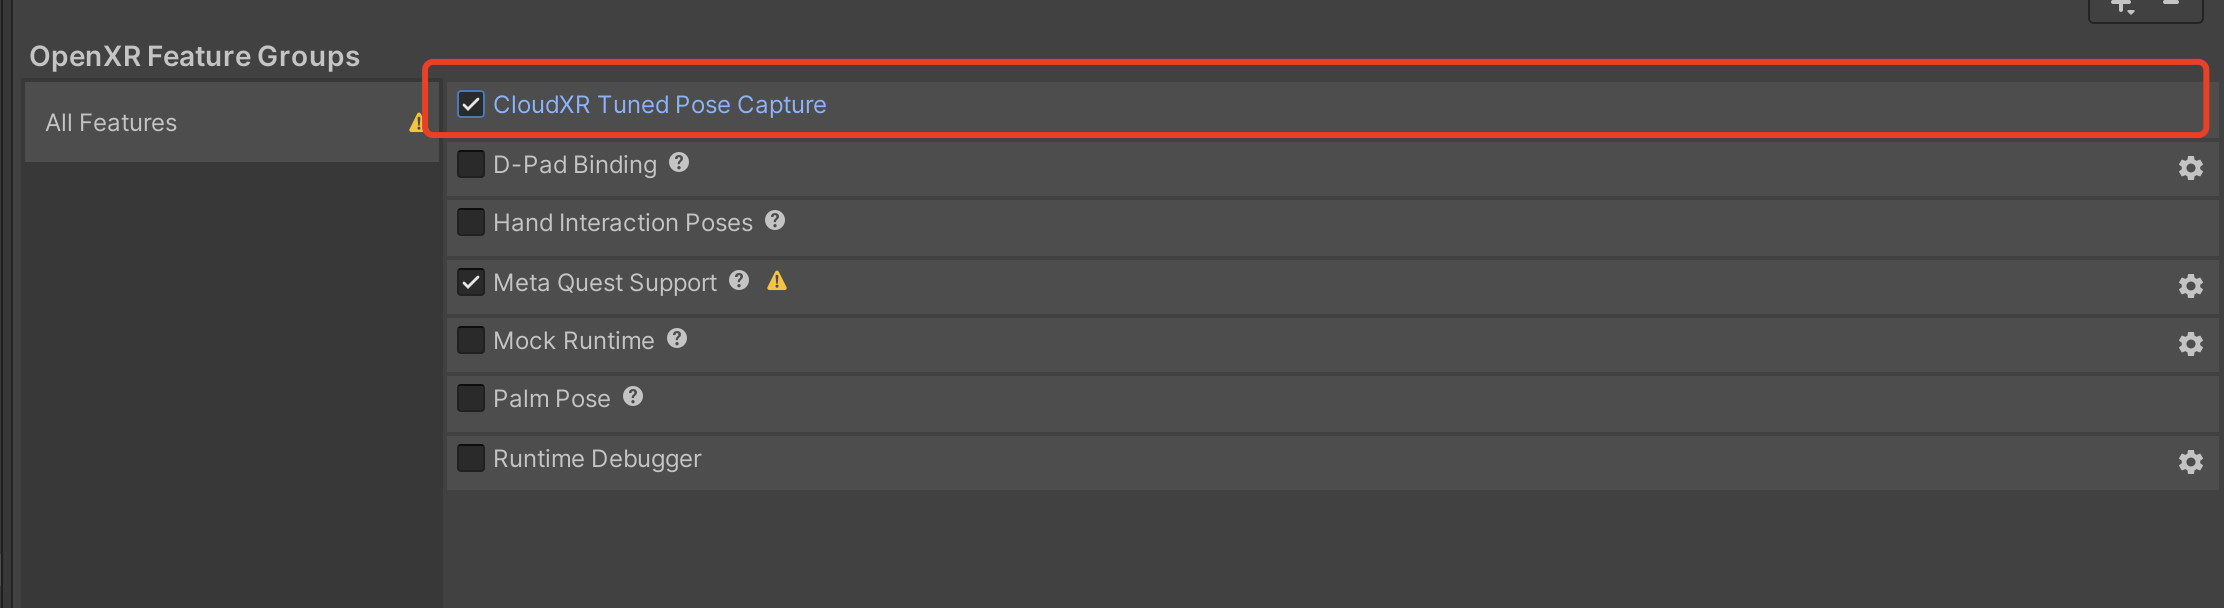 OpenXR Feature Groups
All Features
CloudXR Tuned Pose Capture
D-Pad Binding
Hand Interaction Poses
Meta Quest Support
Mock Runtime
Palm Pose
Runtime Debugger